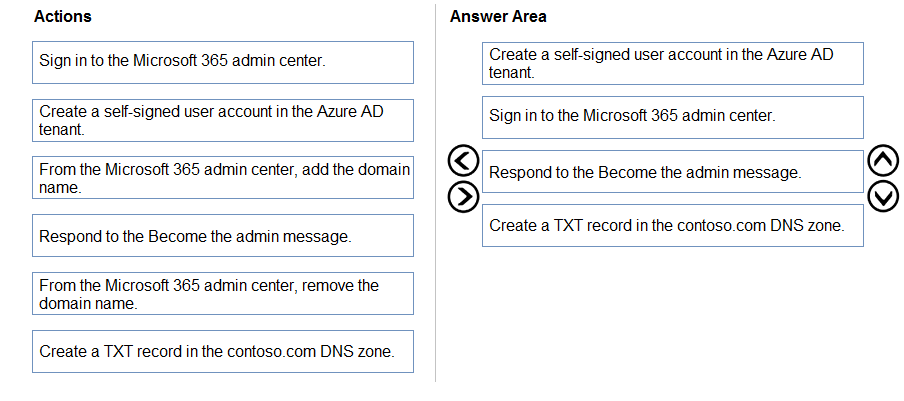 Actions
Sign in to the Microsoft 365 admin center.
Create a self-signed user account in the Azure AD
tenant.
From the Microsoft 365 admin center, add the domain
name.
Respond to the Become the admin message.
From the Microsoft 365 admin center, remove the
domain name.
Create a TXT record in the contoso.com DNS zone.
Answer Area
Create a self-signed user account in the Azure AD
tenant.
Sign in to the Microsoft 365 admin center.
Respond to the Become the admin message.
Create a TXT record in the contoso.com DNS zone.